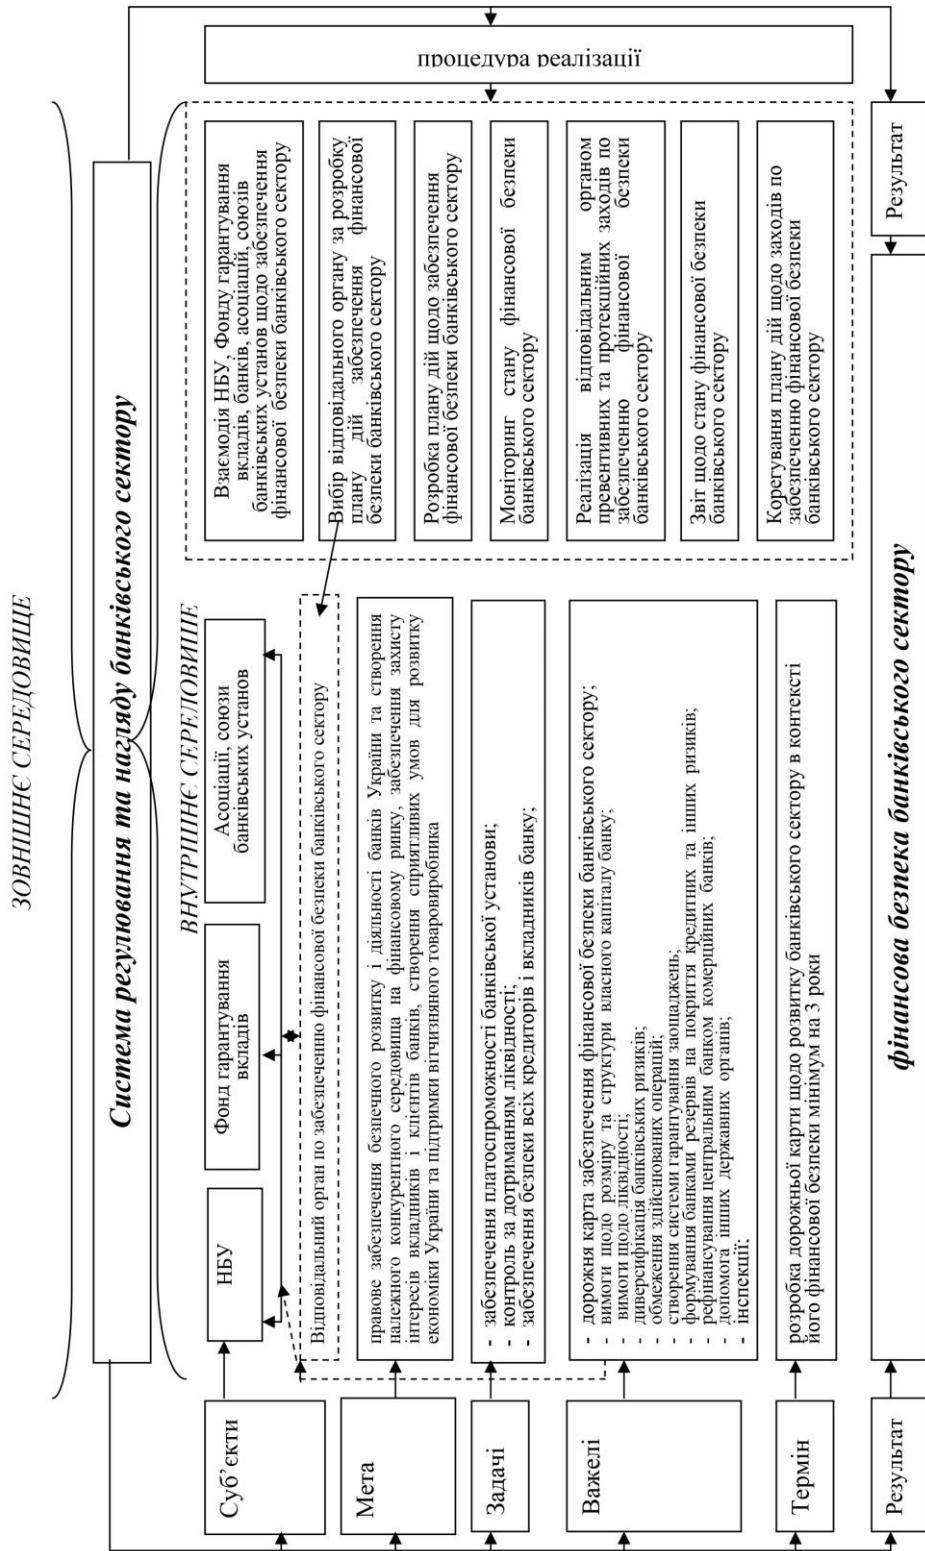 ЗОВНІШНЄ СЕРЕДОВИЩЕ
Система регулювання та нагляду банківського сектору
ВНУТРІШНЄ СЕРЕДОВИЩЕ
Суб’єкти
НБУ
Фонд гарантування
вкладів
Асоціації, союзи
банківських установ
Відповідальний орган по забезпеченню фінансової безпеки банківського сектору
Мета
правове забезпечення безпечного розвитку і діяльності банків України та створення
належного конкурентного середовища на фінансовому ринку, забезпечення захисту
інтересів вкладників і клієнтів банків, створення сприятливих умов для розвитку
економіки України та підтримки вітчизняного товаровиробника
Задачі
- забезпечення платоспроможності банківської установи;
- контроль за дотриманням ліквідності;
- забезпечення безпеки всіх кредиторів і вкладників банку;
Важелі
- дорожня карта забезпечення фінансової безпеки банківського сектору;
- вимоги щодо розміру та структури власного капіталу банку;
- вимоги щодо ліквідності;
- диверсифікація банківських ризиків;
- обмеження здійснюваних операцій;
- створення системи гарантування заощаджень;
- формування банками резервів на покриття кредитних та інших ризиків;
- рефінансування центральним банком комерційних банків;
- допомога інших державних органів;
- інспекції;
Термін
розробка дорожньої карти щодо розвитку банківського сектору в контексті
його фінансової безпеки мінімум на 3 роки
Результат
фінансова безпека банківського сектору
Результат
процедура реалізації
Взаємодія НБУ, Фонду гарантування
вкладів, банків, асоціацій, союзів
банківських установ щодо забезпечення
фінансової безпеки банківського сектору
Вибір відповідального органу за розробку
плану дій забезпечення фінансової
безпеки банківського сектору
Розробка плану дій щодо забезпечення
фінансової безпеки банківського сектору
Моніторинг стану фінансової безпеки
банківського сектору
Реалізація відповідальним органом
превентивних та протекційних заходів по
забезпеченню фінансової безпеки
банківського сектору
Звіт щодо стану фінансової безпеки
банківського сектору
Корегування плану дій щодо заходів по
забезпеченню фінансової безпеки
банківського сектору